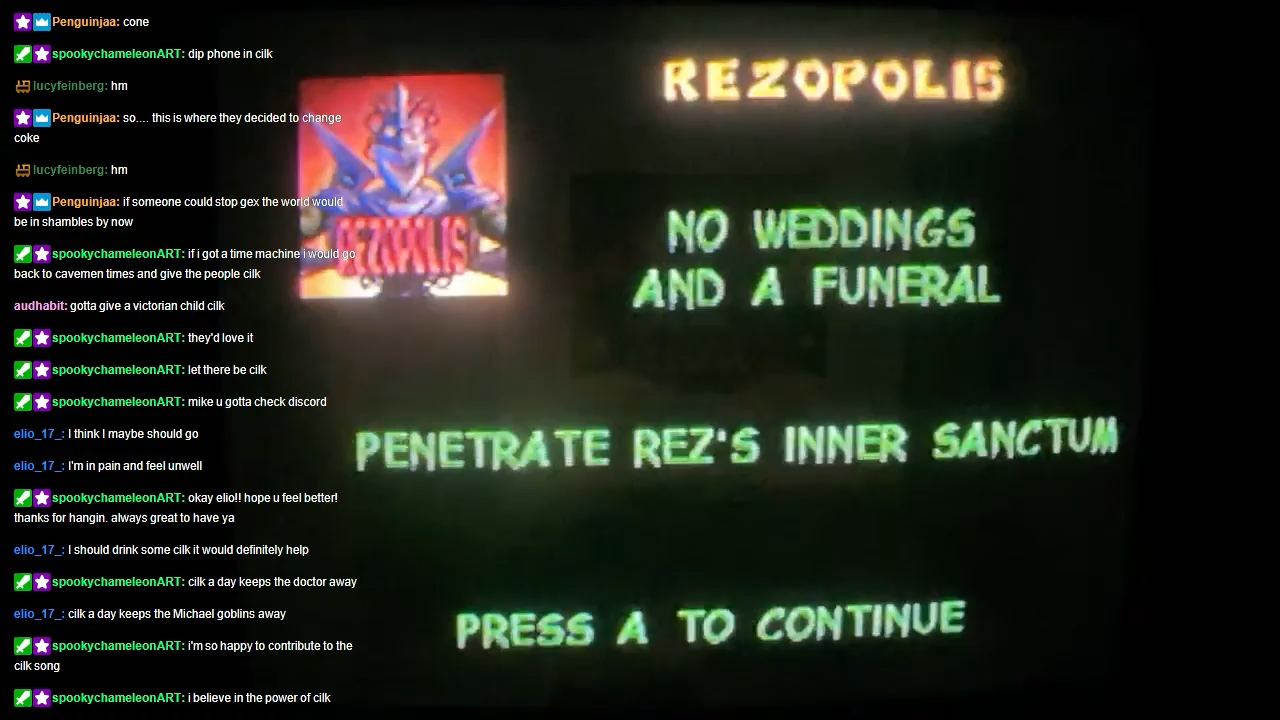 Penguinjaa: cone
spookychameleonART: dip phone in cilk
lucyfeinberg: hm
Penguinjaa: so.... this is where they decided to change
coke
lucyfeinberg: hm
Penguinjaa: if someone could stop gex the world would
be in shambles by now
spookychameleonART: if i got a time machine i would go
back to cavemen times and give the people cilk
audhabit: gotta give a victorian child cilk
spookychameleonART: they'd love it
spookychameleonART: let there be cilk
spookychameleonART: mike u gotta check discord
elio_17_: I think I maybe should go
elio_17_: I'm in pain and feel unwell
spookychameleonART: okay elio!! hope u feel better!
thanks for hangin. always great to have ya
elio_17_: I should drink some cilk it would definitely help
spookychameleonART: cilk a day keeps the doctor away
elio_17_: cilk a day keeps the Michael goblins away
spookychameleonART: i'm so happy to contribute to the
cilk song
spookychameleonART: i believe in the power of cilk
REZOPOLIS
REZOPOLIS
NO WEDDINGS
AND A FUNERAL
PENETRATE REZ'S INNER SANCTUM
PRESS A TO CONTINUE